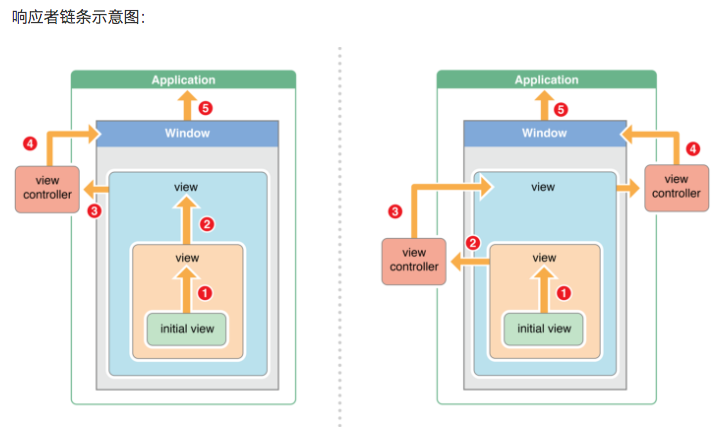 响应者链条示意图：
Application
5
Window
4
view
controller
3
view
2
view
1
initial view
Application
5
Window
4
view
controller
view
3
2
view
controller
view
1
initial view